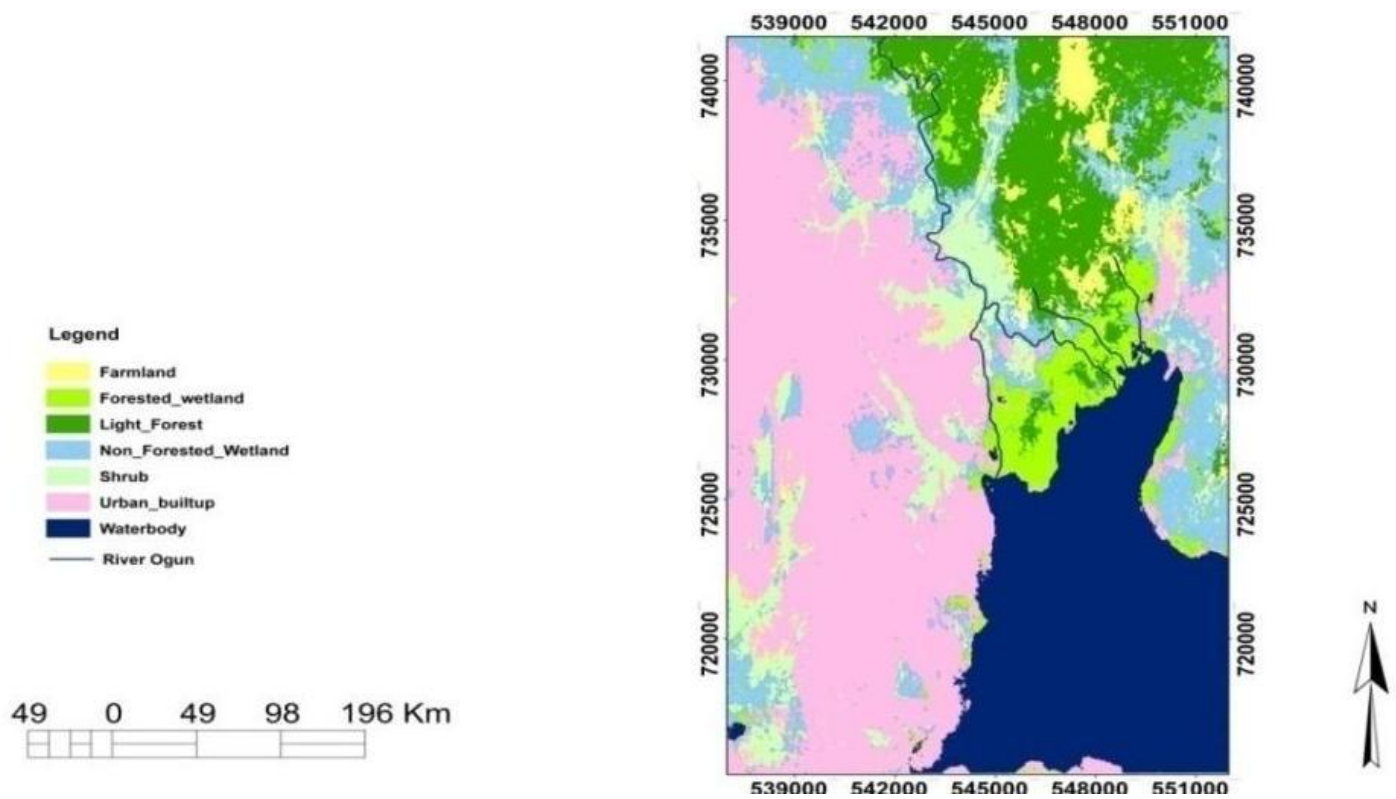 539000 542000 545000 548000 551000
740000 740000
735000 735000
730000 730000
725000 725000
720000 720000
539000 542000 545000 548000 551000
Legend
Farmland
Forested_wetland
Light_Forest
Non_Forested_Wetland
Shrub
Urban_builtup
Waterbody
River Ogun
49 0 49 98 196 Km
N